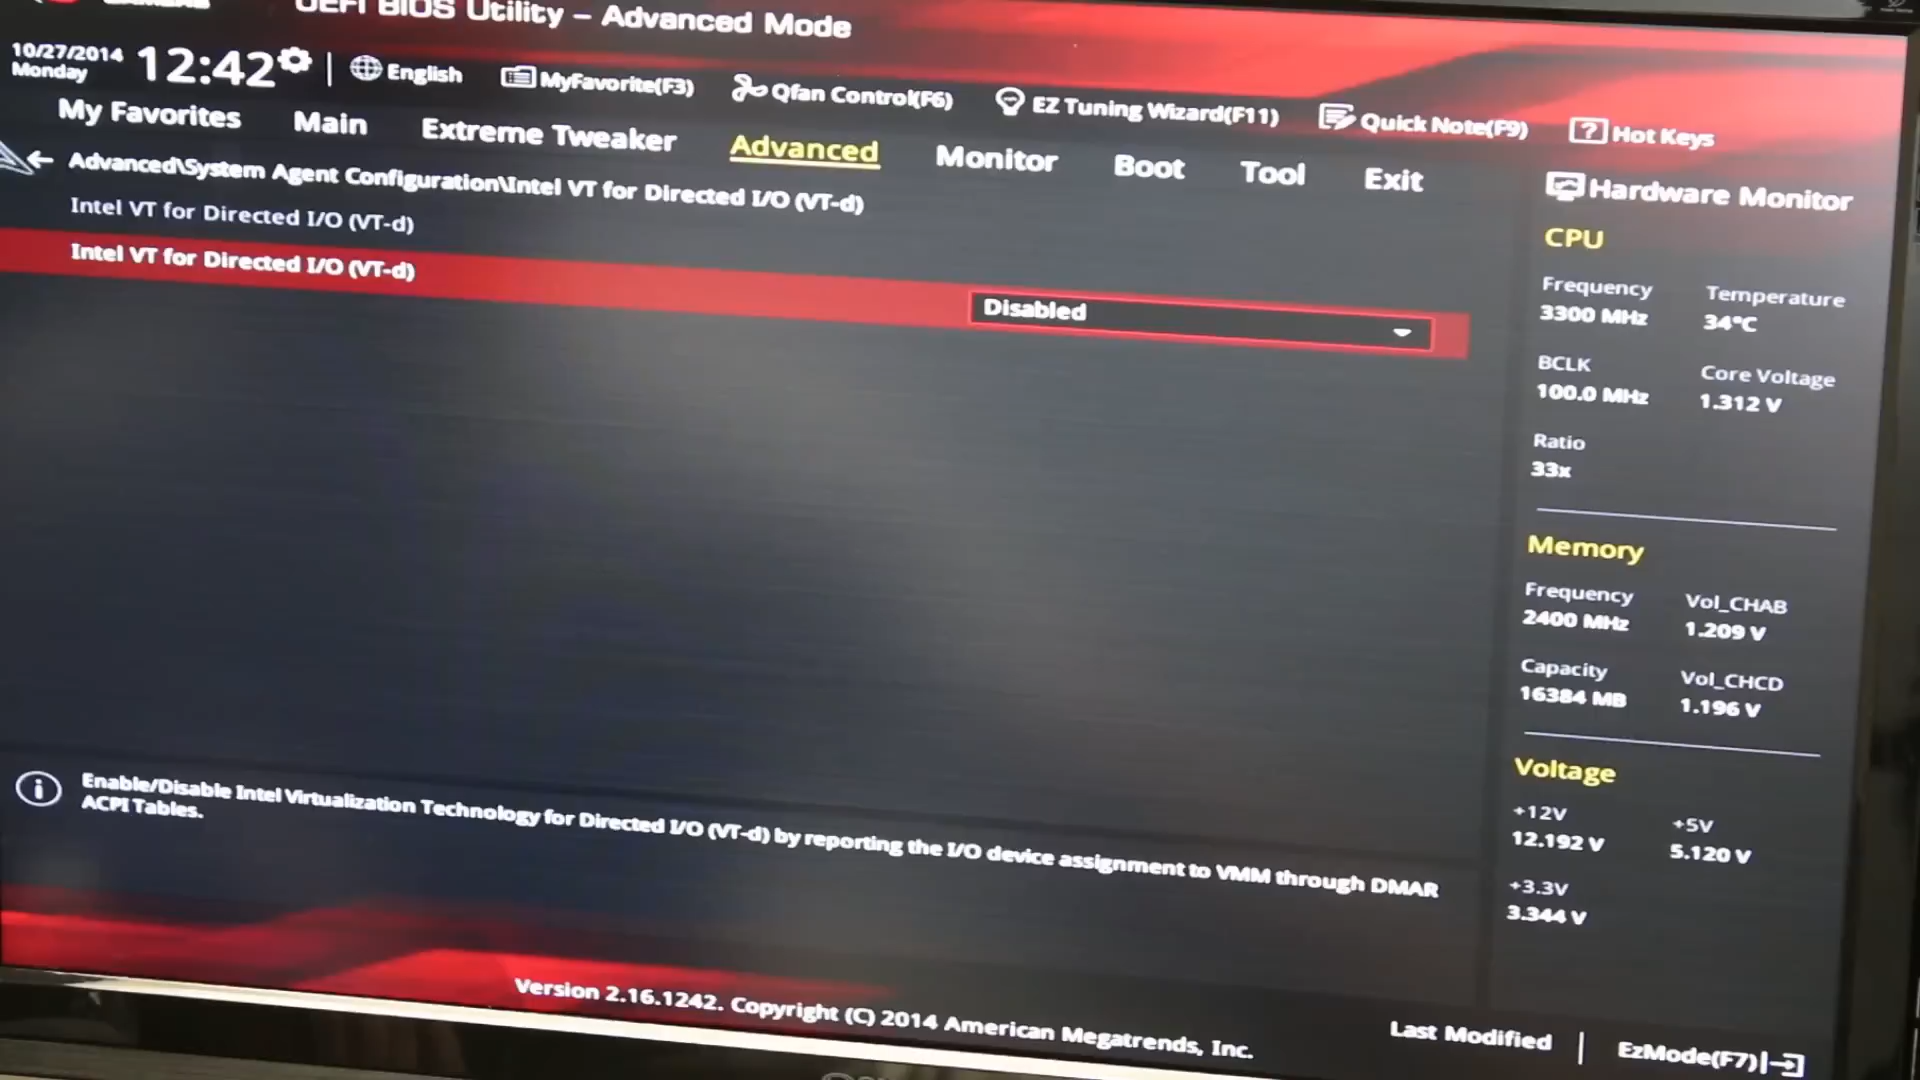 UEFI BIOS Utility – Advanced Mode
10/27/2014
Monday
12:42
English
MyFavorite(F3)
Qfan Control(F6)
EZ Tuning Wizard(F11)
Quick Note(F9)
? Hot Keys
My Favorites
Main
Extreme Tweaker
Advanced
Monitor
Boot
Tool
Exit
Advanced\System Agent Configuration\Intel VT for Directed I/O (VT-d)
Intel VT for Directed I/O (VT-d)
Intel VT for Directed I/O (VT-d)
Disabled
Hardware Monitor
CPU
Frequency
Temperature
3300 MHz
34°C
BCLK
Core Voltage
100.0 MHz
1.312 V
Ratio
33x
Memory
Frequency
Vol_CHAB
2400 MHz
1.209 V
Capacity
Vol_CHCD
16384 MB
1.196 V
Voltage
+12V
+5V
12.192 V
5.120 V
+3.3V
3.344 V
Enable/Disable Intel Virtualization Technology for Directed I/O (VT-d) by reporting the I/O device assignment to VMM through DMAR
ACPI Tables.
Version 2.16.1242. Copyright (C) 2014 American Megatrends, Inc.
Last Modified
EzMode(F7)